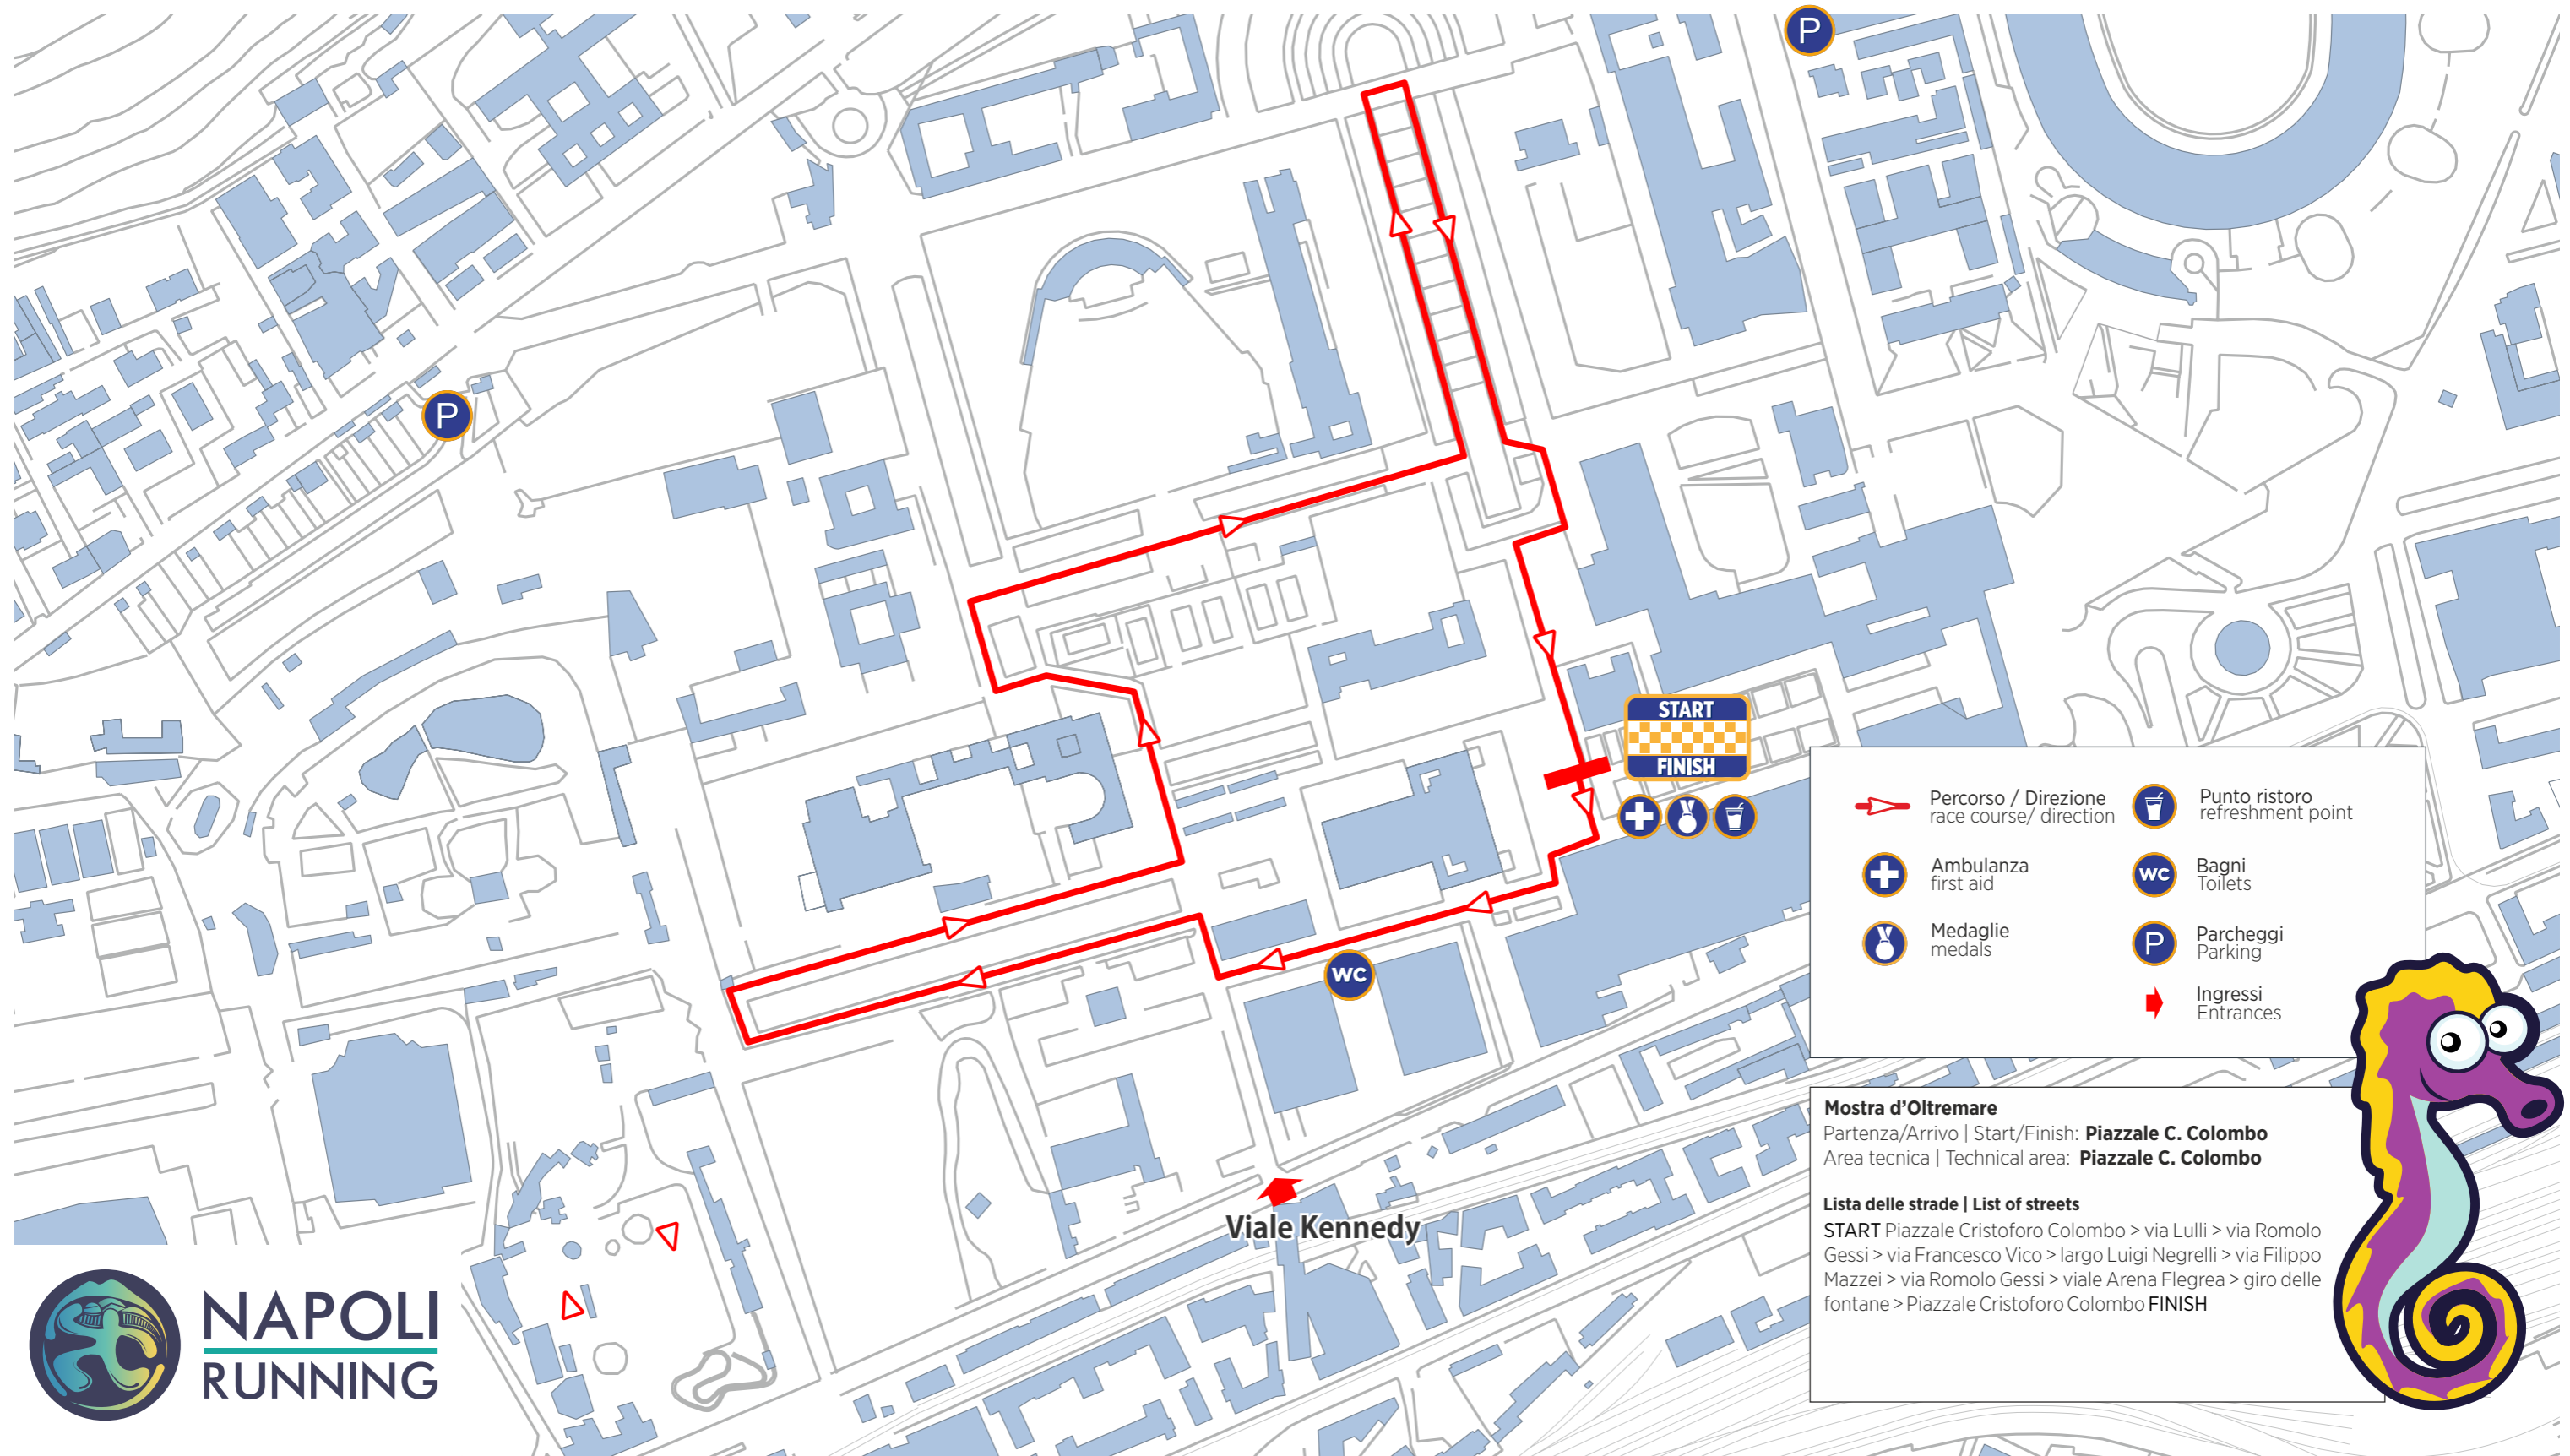 P
P
START
FINISH
WC
Viale Kennedy
Percorso / Direzione
race course/ direction
Punto ristoro
refreshment point
Ambulanza
first aid
WC
Bagni
Toilets
Medaglie
medals
P
Parcheggi
Parking
Ingressi
Entrances
Mostra d’Oltremare
Partenza/Arrivo | Start/Finish: Piazzale C. Colombo
Area tecnica | Technical area: Piazzale C. Colombo
Lista delle strade | List of streets
START Piazzale Cristoforo Colombo > via Lulli > via Romolo
Gessi > via Francesco Vico > largo Luigi Negrelli > via Filippo
Mazzei > via Romolo Gessi > viale Arena Flegrea > giro delle
fontane > Piazzale Cristoforo Colombo FINISH
NAPOLI
RUNNING